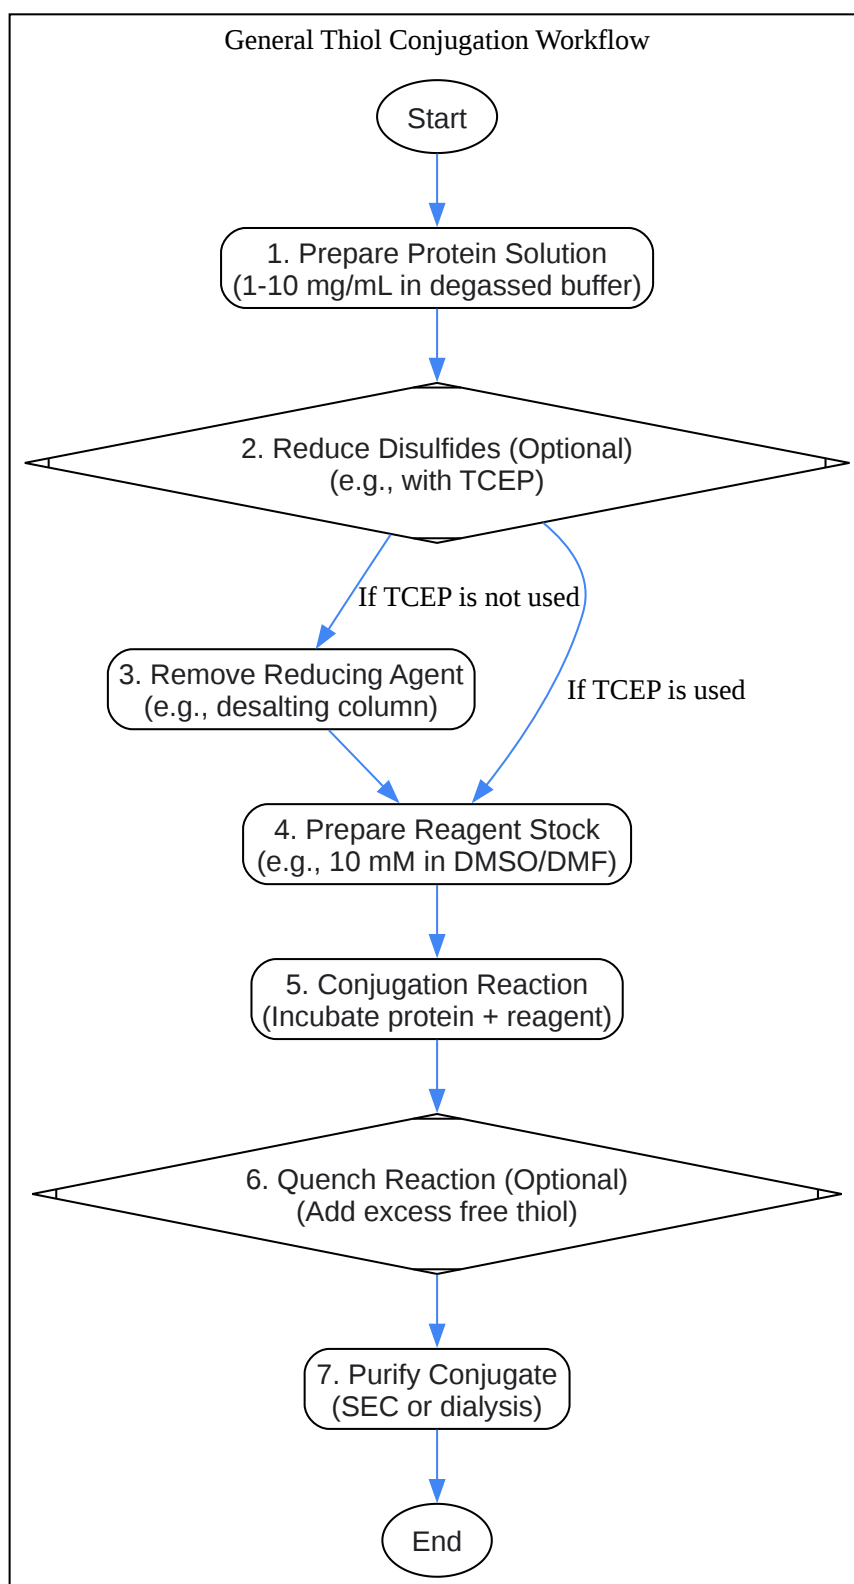 General Thiol Conjugation Workflow
Start
1. Prepare Protein Solution
(1-10 mg/mL in degassed buffer)
2. Reduce Disulfides (Optional)
(e.g., with TCEP)
If TCEP is not used
3. Remove Reducing Agent
(e.g., desalting column)
If TCEP is used
4. Prepare Reagent Stock
(e.g., 10 mM in DMSO/DMF)
5. Conjugation Reaction
(Incubate protein + reagent)
6. Quench Reaction (Optional)
(Add excess free thiol)
7. Purify Conjugate
(SEC or dialysis)
End